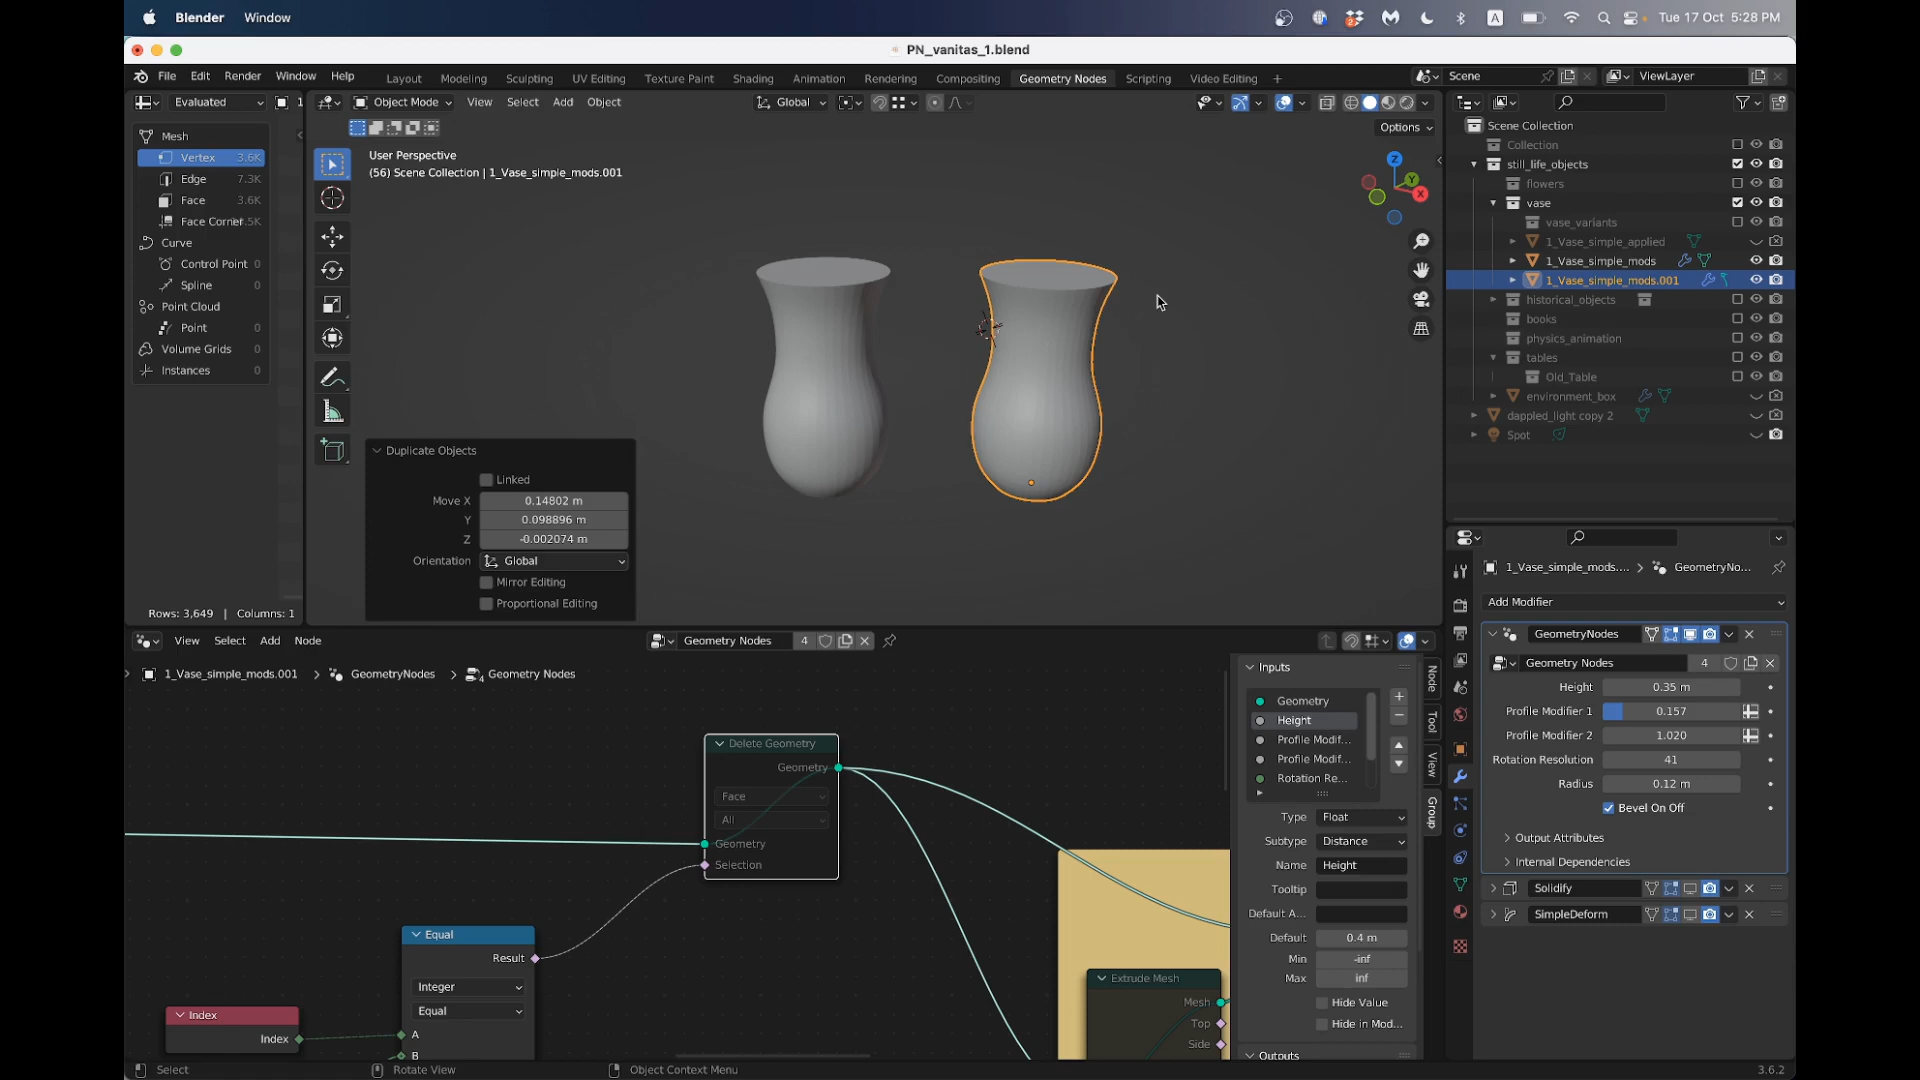 Blender Window
A
Tue 17 Oct 5:28 PM
PN_vanitas_1.blend
File Edit Render Window Help
Layout Modeling Sculpting UV Editing Texture Paint Shading Animation Rendering Compositing Geometry Nodes Scripting Video Editing +
Scene
ViewLayer
Evaluated
1
Object Mode View Select Add Object
Global
Options
User Perspective
(56) Scene Collection | 1_Vase_simple_mods.001
Z
Y
X
Mesh
Vertex 3.6K
Edge 7.3K
Face 3.6K
Face Corner
Curve
Control Point 0
Spline 0
Point Cloud
Point 0
Volume Grids 0
Instances 0
Rows: 3,649 | Columns: 1
Duplicate Objects
Linked
Move X 0.14802 m
Y 0.098896 m
Z -0.002074 m
Orientation Global
Mirror Editing
Proportional Editing
Scene Collection
Collection
still_life_objects
flowers
vase
vase_variants
1_Vase_simple_applied
1_Vase_simple_mods
1_Vase_simple_mods.001
historical_objects
books
physics_animation
tables
Old_Table
environment_box
dappled_light copy 2
Spot
View Select Add Node
Geometry Nodes 4
1_Vase_simple_mods.001 > GeometryNodes > Geometry Nodes
Delete Geometry
Geometry
Face
All
Geometry
Selection
Equal
Result
Integer
Equal
A
B
Index
Index
Extrude Mesh
Mesh
Top
Side
Inputs
Geometry
Height
Profile Modif...
Profile Modif...
Rotation Re...
Type Float
Subtype Distance
Name Height
Tooltip
Default A...
Default 0.4 m
Min -inf
Max inf
Hide Value
Hide in Mod...
Outputs
Node
Tool
View
Group
1_Vase_simple_mods.... > GeometryNo...
Add Modifier
GeometryNodes
Geometry Nodes 4
Height 0.35 m
Profile Modifier 1 0.157
Profile Modifier 2 1.020
Rotation Resolution 41
Radius 0.12 m
Bevel On Off
Output Attributes
Internal Dependencies
Solidify
SimpleDeform
Select
Rotate View
Object Context Menu
3.6.2